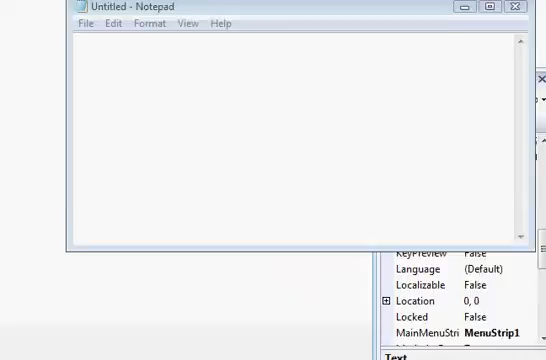 Untitled - Notepad
File Edit Format View Help
KeyPreview False
Language (Default)
Localizable False
Location 0, 0
Locked False
MainMenuStri MenuStrip1
Text